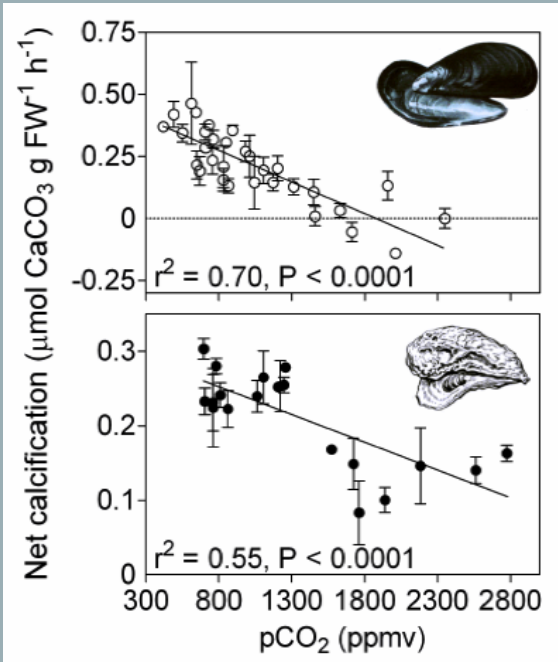 Net calcification (μmol CaCO₃ g FW⁻¹ h⁻¹)
0.75
0.50
0.25
0
-0.25
r² = 0.70, P < 0.0001
0.3
0.2
0.1
0
r² = 0.55, P < 0.0001
300 800 1300 1800 2300 2800
pCO₂ (ppmv)